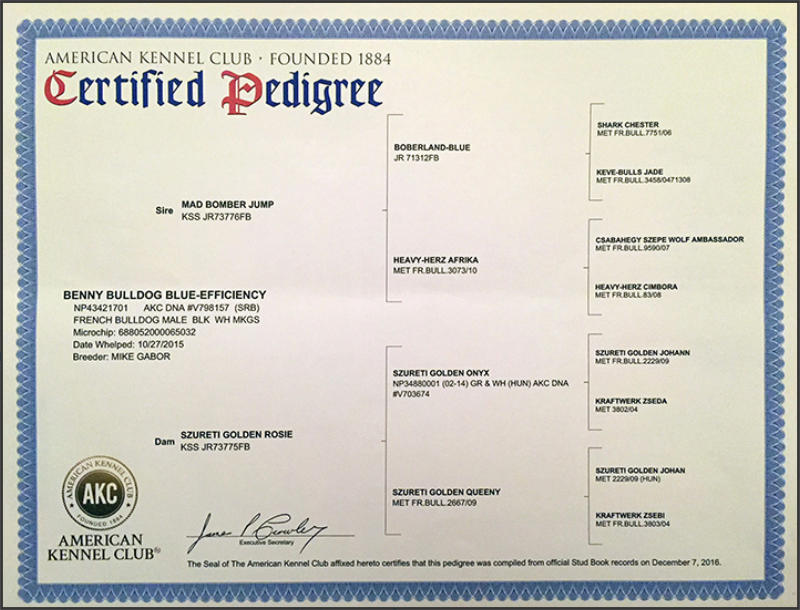 AMERICAN KENNEL CLUB · FOUNDED 1884
Certified Pedigree
SHARK CHESTER
MET FR.BULL.7751/06
BOBERLAND-BLUE
JR 71312FB
KEVE-BULLS JADE
MET FR.BULL.3458/0471308
Sire MAD BOMBER JUMP
KSS JR73776FB
CSABAHEGY SZEPE WOLF AMBASSADOR
MET FR.BULL.9590/07
HEAVY-HERZ AFRIKA
MET FR.BULL.3073/10
HEAVY-HERZ CIMBORA
MET FR.BULL.83/08
BENNY BULLDOG BLUE-EFFICIENCY
NP43421701 AKC DNA #V798157 (SRB)
FRENCH BULLDOG MALE BLK WH MKGS
Microchip: 688052000065032
Date Whelped: 10/27/2015
Breeder: MIKE GABOR
SZURETI GOLDEN JOHANN
MET FR.BULL.2229/09
SZURETI GOLDEN ONYX
NP34880001 (02-14) GR & WH (HUN) AKC DNA
#V703674
KRAFTWERK ZSEDA
MET 3802/04
Dam SZURETI GOLDEN ROSIE
KSS JR73775FB
SZURETI GOLDEN JOHAN
MET 2229/09 (HUN)
SZURETI GOLDEN QUEENY
MET FR.BULL.2667/09
KRAFTWERK ZSEBI
MET FR.BULL.3803/04
AMERICAN KENNEL CLUB
AKC
FOUNDED 1884
AMERICAN
KENNEL CLUB®
Executive Secretary
The Seal of The American Kennel Club affixed hereto certifies that this pedigree was compiled from official Stud Book records on December 7, 2016.